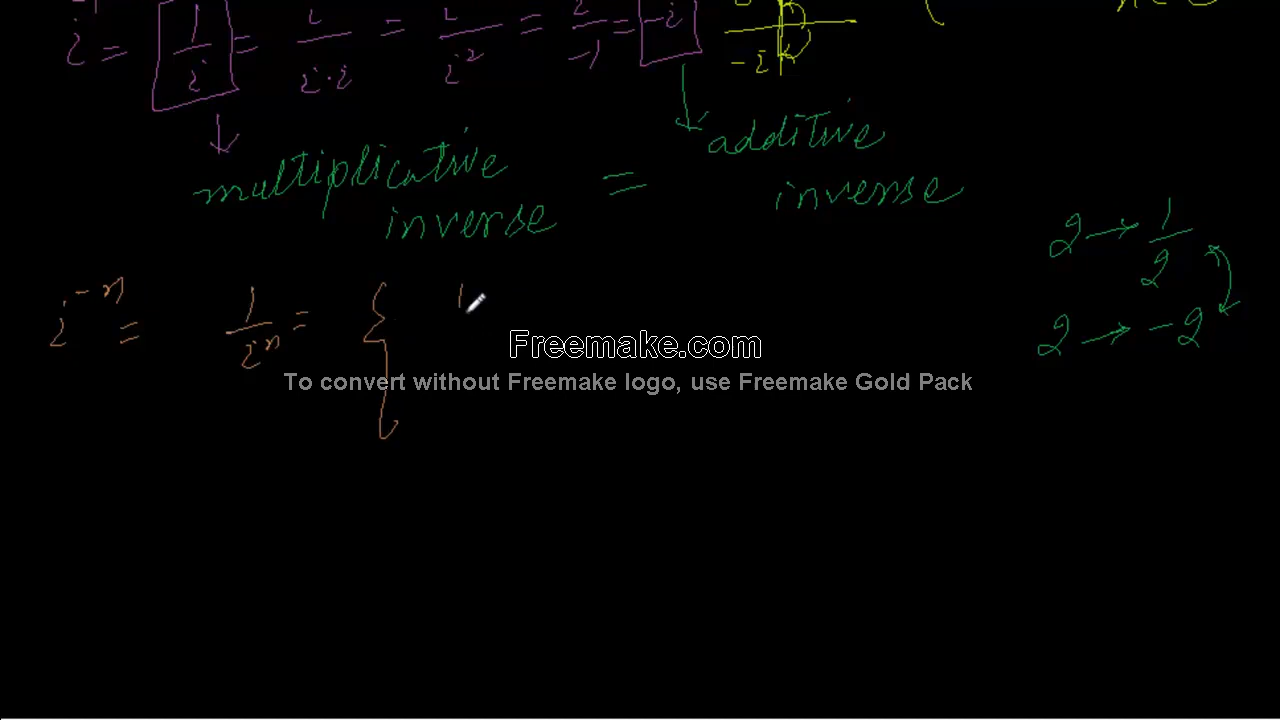 i⁻¹ = 1/i = i/i·i = i/i² = i/-1 = -i
-i
multiplicative inverse = additive inverse
2 → 1/2
i⁻ⁿ = 1/iⁿ = { 1
2 → -2
Freemake.com
To convert without Freemake logo, use Freemake Gold Pack